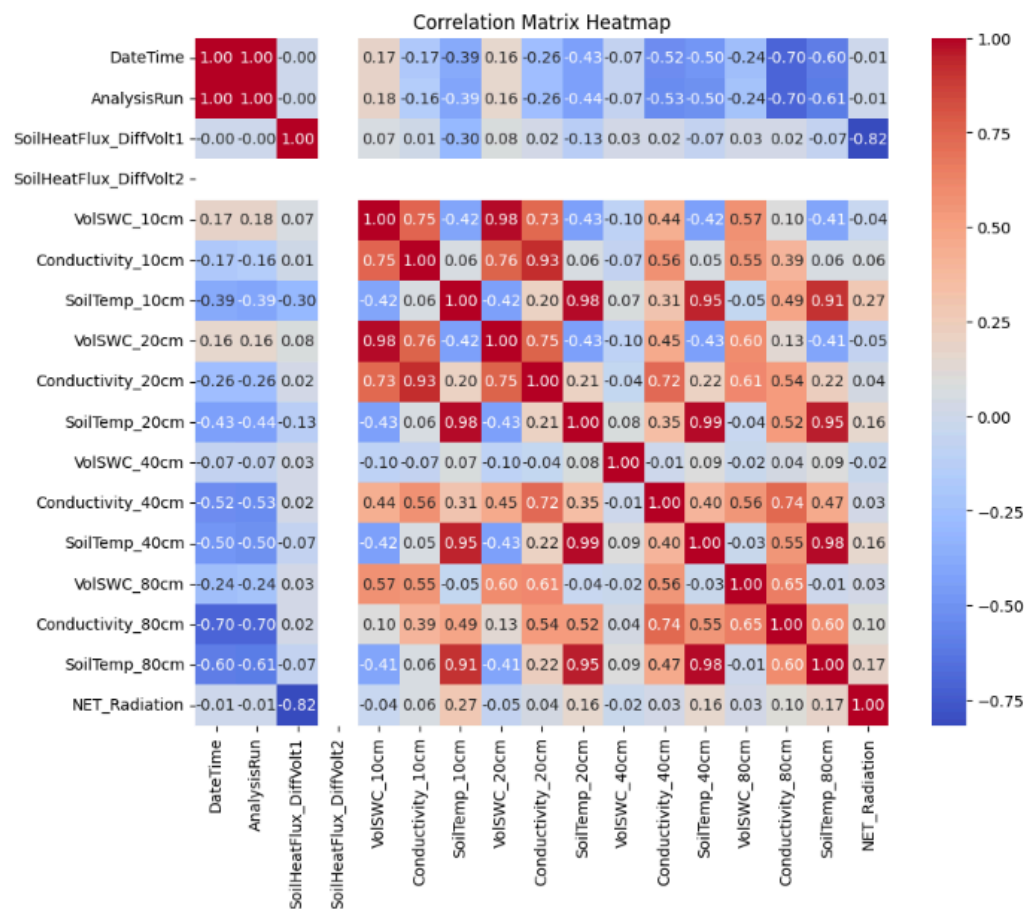 Correlation Matrix Heatmap
DateTime 1.00 1.00 -0.00 0.17 -0.17 -0.39 0.16 -0.26 -0.43 -0.07 -0.52 -0.50 -0.24 -0.70 -0.60 -0.01
AnalysisRun 1.00 1.00 -0.00 0.18 -0.16 -0.39 0.16 -0.26 -0.44 -0.07 -0.53 -0.50 -0.24 -0.70 -0.61 -0.01
SoilHeatFlux_DiffVolt1 -0.00 -0.00 1.00 0.07 0.01 -0.30 0.08 0.02 -0.13 0.03 0.02 -0.07 0.03 0.02 -0.07 -0.82
SoilHeatFlux_DiffVolt2
VolSWC_10cm 0.17 0.18 0.07 1.00 0.75 -0.42 0.98 0.73 -0.43 -0.10 0.44 -0.42 0.57 0.10 -0.41 -0.04
Conductivity_10cm -0.17 -0.16 0.01 0.75 1.00 0.06 0.76 0.93 0.06 -0.07 0.56 0.05 0.55 0.39 0.06 0.06
SoilTemp_10cm -0.39 -0.39 -0.30 -0.42 0.06 1.00 -0.42 0.20 0.98 0.07 0.31 0.95 -0.05 0.49 0.91 0.27
VolSWC_20cm 0.16 0.16 0.08 0.98 0.76 -0.42 1.00 0.75 -0.43 -0.10 0.45 -0.43 0.60 0.13 -0.41 -0.05
Conductivity_20cm -0.26 -0.26 0.02 0.73 0.93 0.20 0.75 1.00 0.21 -0.04 0.72 0.22 0.61 0.54 0.22 0.04
SoilTemp_20cm -0.43 -0.44 -0.13 -0.43 0.06 0.98 -0.43 0.21 1.00 0.08 0.35 0.99 -0.04 0.52 0.95 0.16
VolSWC_40cm -0.07 -0.07 0.03 -0.10 -0.07 0.07 -0.10 -0.04 0.08 1.00 -0.01 0.09 -0.02 0.04 0.09 -0.02
Conductivity_40cm -0.52 -0.53 0.02 0.44 0.56 0.31 0.45 0.72 0.35 -0.01 1.00 0.40 0.56 0.74 0.47 0.03
SoilTemp_40cm -0.50 -0.50 -0.07 -0.42 0.05 0.95 -0.43 0.22 0.99 0.09 0.40 1.00 -0.03 0.55 0.98 0.16
VolSWC_80cm -0.24 -0.24 0.03 0.57 0.55 -0.05 0.60 0.61 -0.04 -0.02 0.56 -0.03 1.00 0.65 -0.01 0.03
Conductivity_80cm -0.70 -0.70 0.02 0.10 0.39 0.49 0.13 0.54 0.52 0.04 0.74 0.55 0.65 1.00 0.60 0.10
SoilTemp_80cm -0.60 -0.61 -0.07 -0.41 0.06 0.91 -0.41 0.22 0.95 0.09 0.47 0.98 -0.01 0.60 1.00 0.17
NET_Radiation -0.01 -0.01 -0.82 -0.04 0.06 0.27 -0.05 0.04 0.16 -0.02 0.03 0.16 0.03 0.10 0.17 1.00
DateTime
AnalysisRun
SoilHeatFlux_DiffVolt1
SoilHeatFlux_DiffVolt2
VolSWC_10cm
Conductivity_10cm
SoilTemp_10cm
VolSWC_20cm
Conductivity_20cm
SoilTemp_20cm
VolSWC_40cm
Conductivity_40cm
SoilTemp_40cm
VolSWC_80cm
Conductivity_80cm
SoilTemp_80cm
NET_Radiation
1.00
0.75
0.50
0.25
0.00
−0.25
−0.50
−0.75